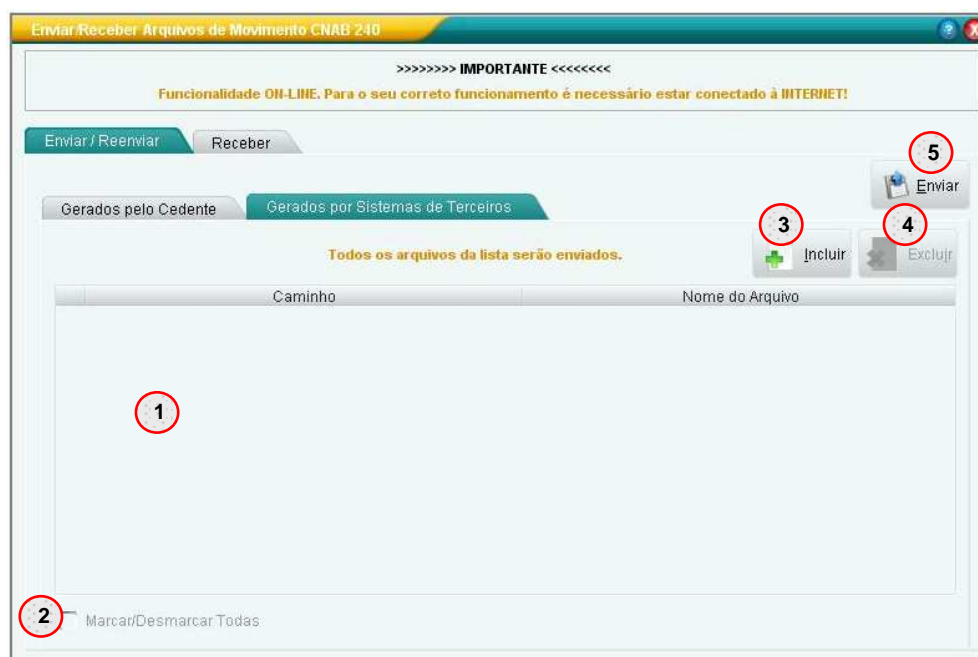 Enviar/Receber Arquivos de Movimento CNAB 240
>>>>>>>> IMPORTANTE <<<<<<<<
Funcionalidade ON-LINE. Para o seu correto funcionamento é necessário estar conectado à INTERNET!
Enviar / Reenviar Receber
5
Enviar
Gerados pelo Cedente Gerados por Sistemas de Terceiros
3 4
Todos os arquivos da lista serão enviados. Incluir Excluir
Caminho Nome do Arquivo
1
2 Marcar/Desmarcar Todas